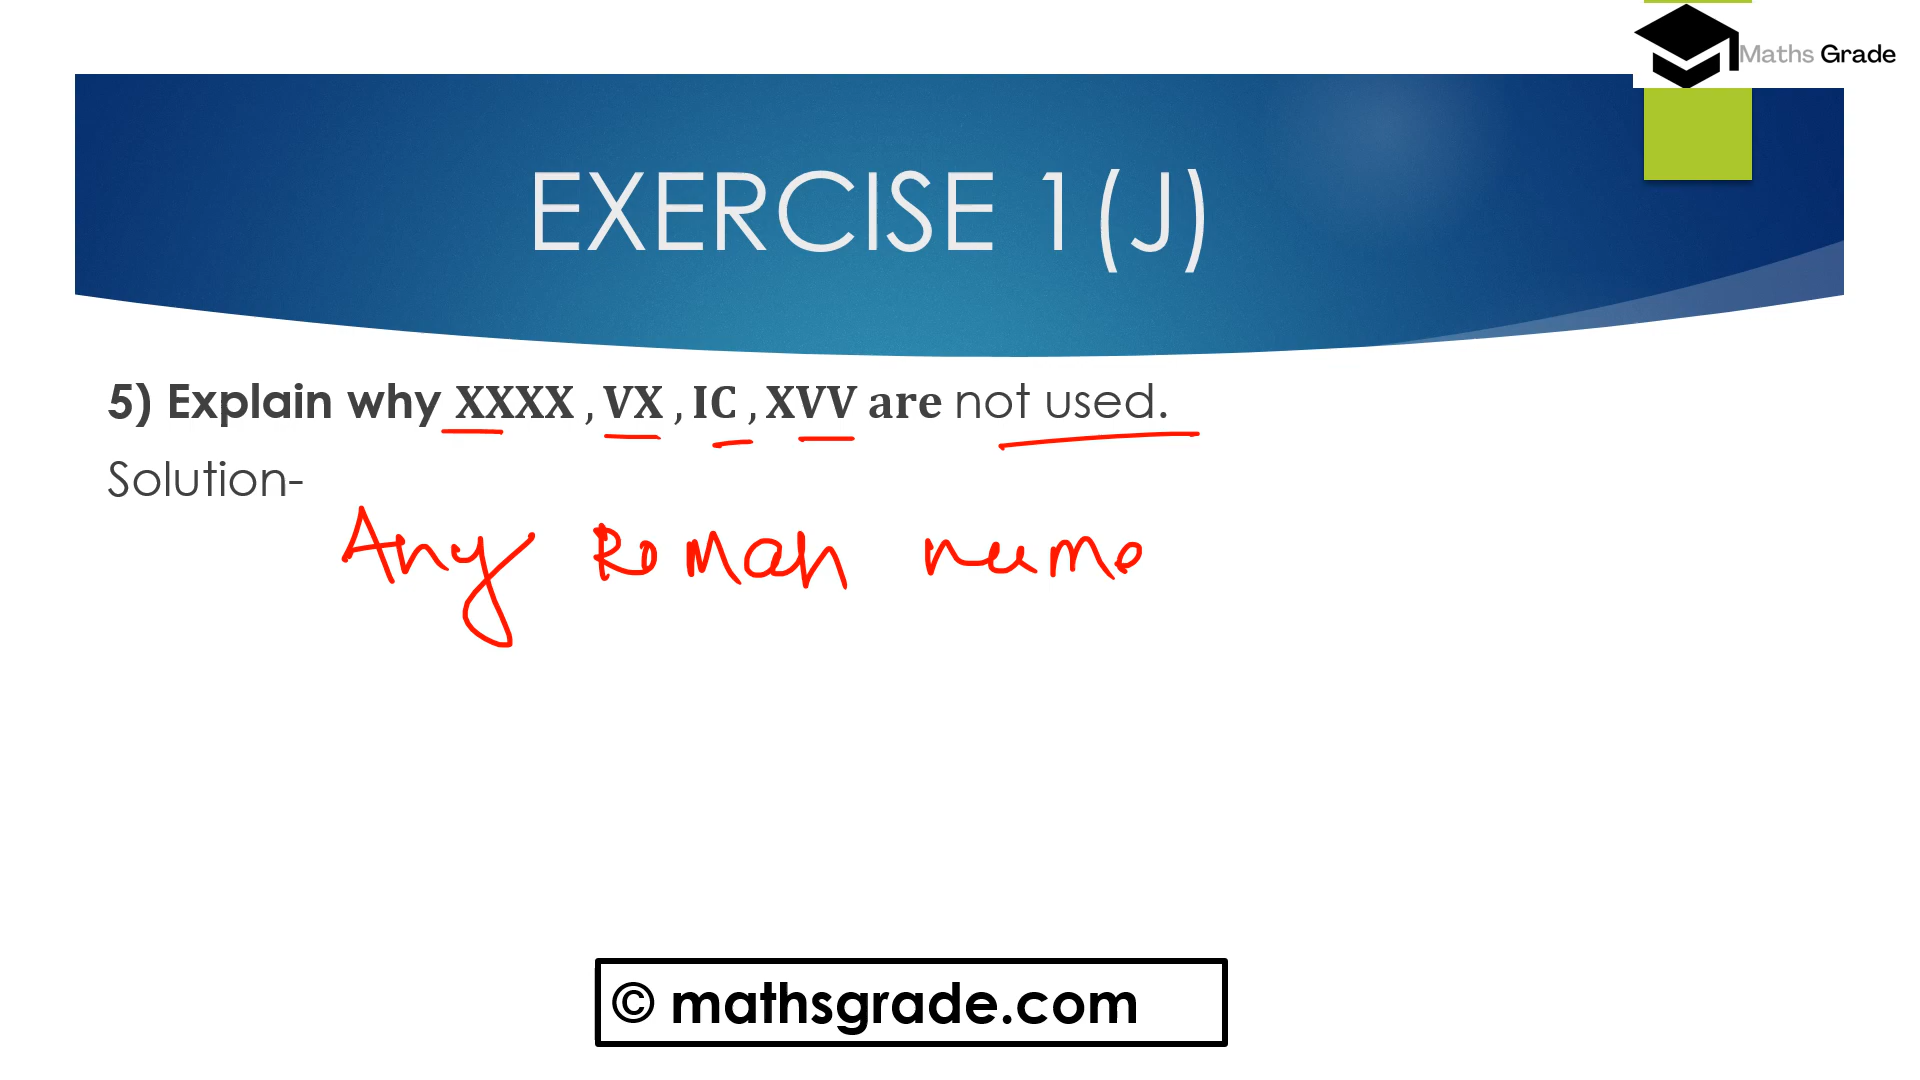 Maths Grade
EXERCISE 1(J)
5) Explain why XXXX , VX , IC , XVV are not used.
Solution-
Any Roman nume
© mathsgrade.com